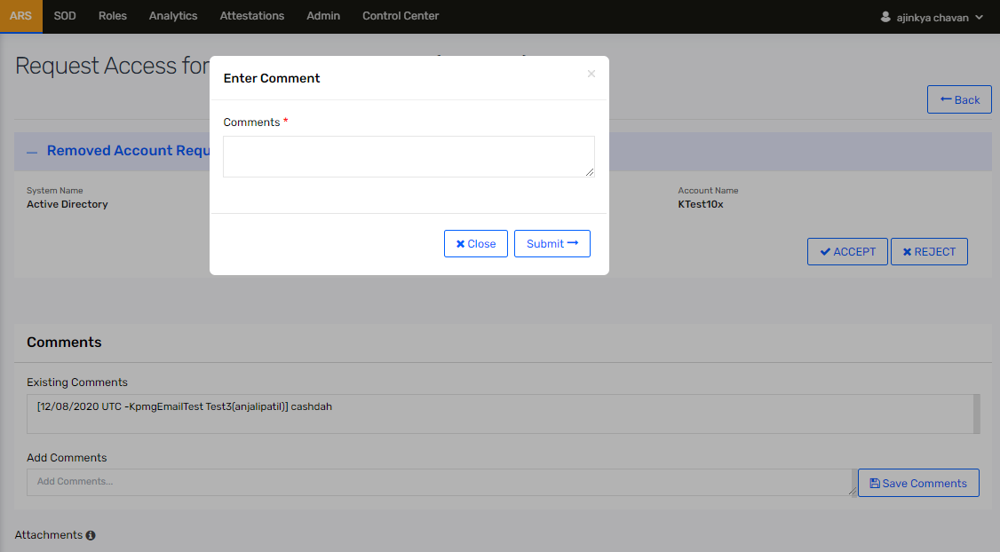 ARS SOD Roles Analytics Attestations Admin Control Center ajinkya chavan
Request Access for
Enter Comment ×
Back
Comments *
Removed Account Requ
System Name
Active Directory
Account Name
KTest10x
Close Submit
ACCEPT REJECT
Comments
Existing Comments
[12/08/2020 UTC -KpmgEmailTest Test3(anjalipatil)] cashdah
Add Comments
Add Comments...
Save Comments
Attachments